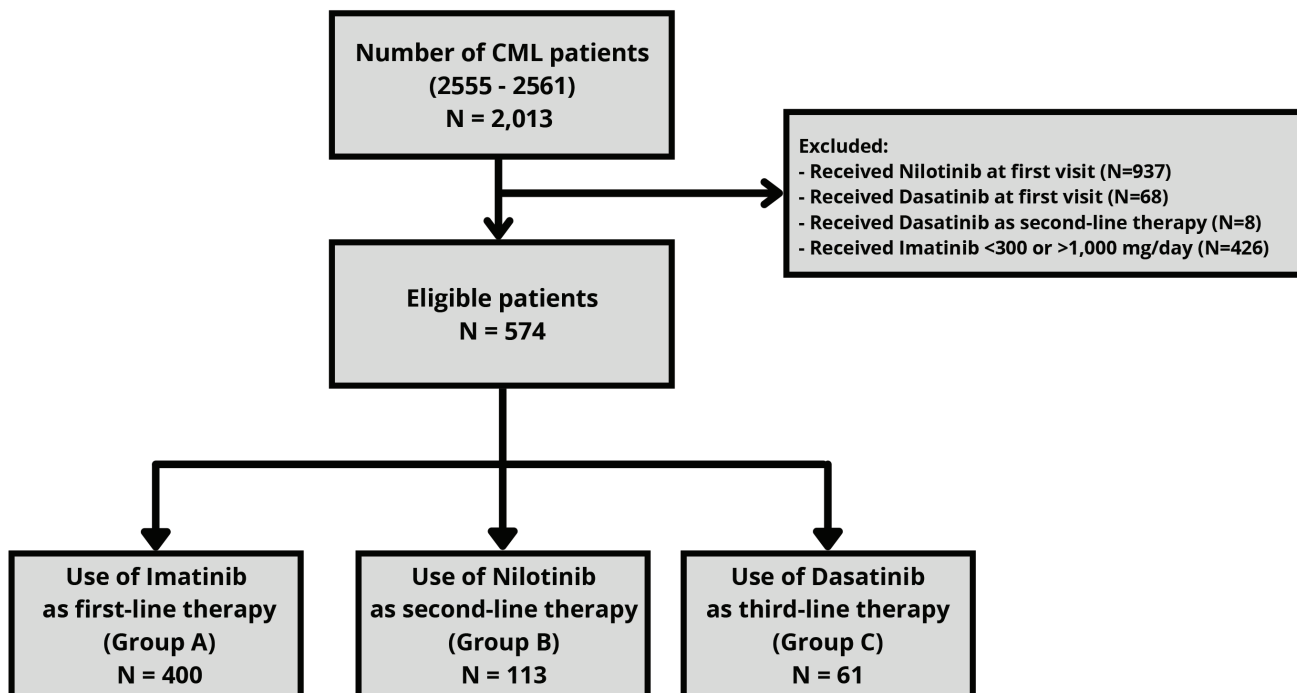 Number of CML patients
(2555 - 2561)
N = 2,013
Excluded:
- Received Nilotinib at first visit (N=937)
- Received Dasatinib at first visit (N=68)
- Received Dasatinib as second-line therapy (N=8)
- Received Imatinib <300 or >1,000 mg/day (N=426)
Eligible patients
N = 574
Use of Imatinib
as first-line therapy
(Group A)
N = 400
Use of Nilotinib
as second-line therapy
(Group B)
N = 113
Use of Dasatinib
as third-line therapy
(Group C)
N = 61